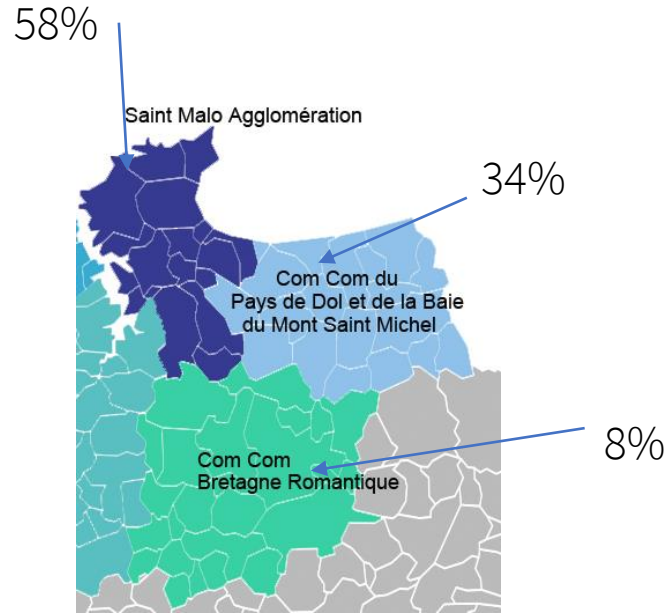 58%
Saint Malo Agglomération
34%
Com Com du
Pays de Dol et de la Baie
du Mont Saint Michel
8%
Com Com
Bretagne Romantique